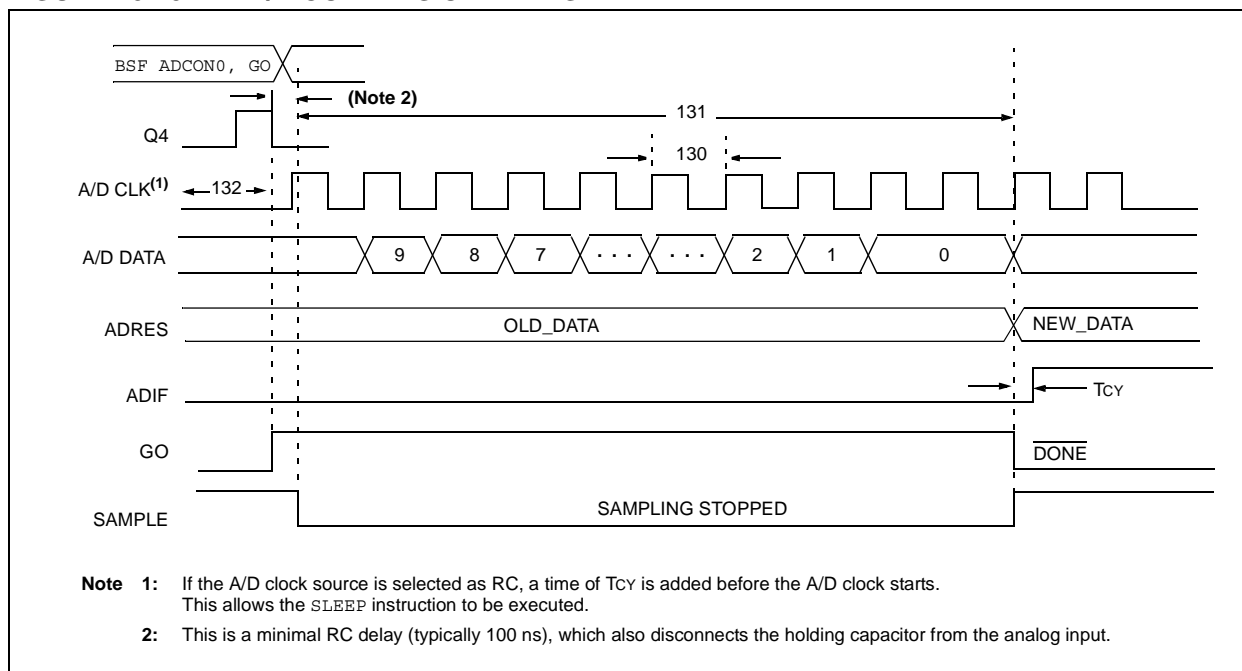 BSF ADCON0, GO
(Note 2)
131
Q4
130
A/D CLK(1)
132
A/D DATA
9 8 7 . . . . . . 2 1 0
ADRES
OLD_DATA
NEW_DATA
ADIF
TCY
GO
DONE
SAMPLE
SAMPLING STOPPED
Note 1: If the A/D clock source is selected as RC, a time of TCY is added before the A/D clock starts.
This allows the SLEEP instruction to be executed.
2: This is a minimal RC delay (typically 100 ns), which also disconnects the holding capacitor from the analog input.